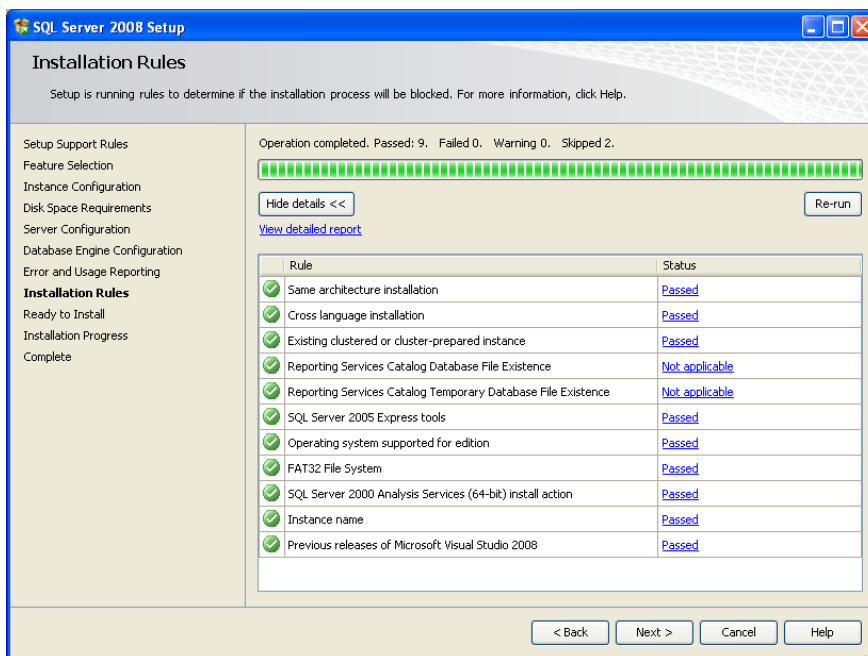 SQL Server 2008 Setup
Installation Rules
Setup is running rules to determine if the installation process will be blocked. For more information, click Help.
Setup Support Rules
Feature Selection
Instance Configuration
Disk Space Requirements
Server Configuration
Database Engine Configuration
Error and Usage Reporting
Installation Rules
Ready to Install
Installation Progress
Complete
Operation completed. Passed: 9. Failed 0. Warning 0. Skipped 2.
Hide details <<
Re-run
View detailed report
Rule Status
Same architecture installation Passed
Cross language installation Passed
Existing clustered or cluster-prepared instance Passed
Reporting Services Catalog Database File Existence Not applicable
Reporting Services Catalog Temporary Database File Existence Not applicable
SQL Server 2005 Express tools Passed
Operating system supported for edition Passed
FAT32 File System Passed
SQL Server 2000 Analysis Services (64-bit) install action Passed
Instance name Passed
Previous releases of Microsoft Visual Studio 2008 Passed
< Back Next > Cancel Help